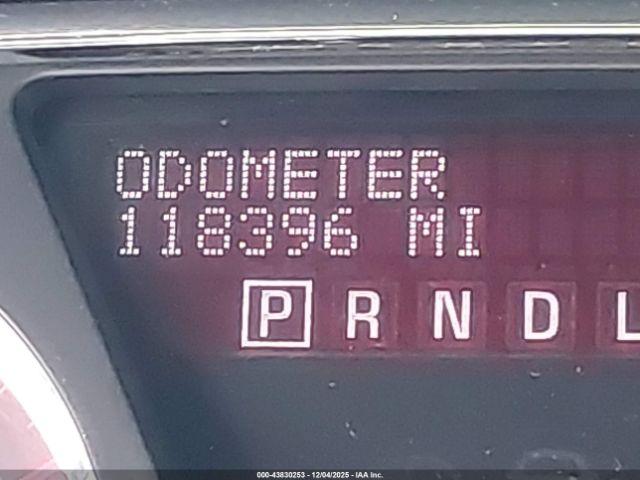 ODOMETER
118396 MI
P R N D L
000-43830253 - 12/04/2025 - IAA Inc.